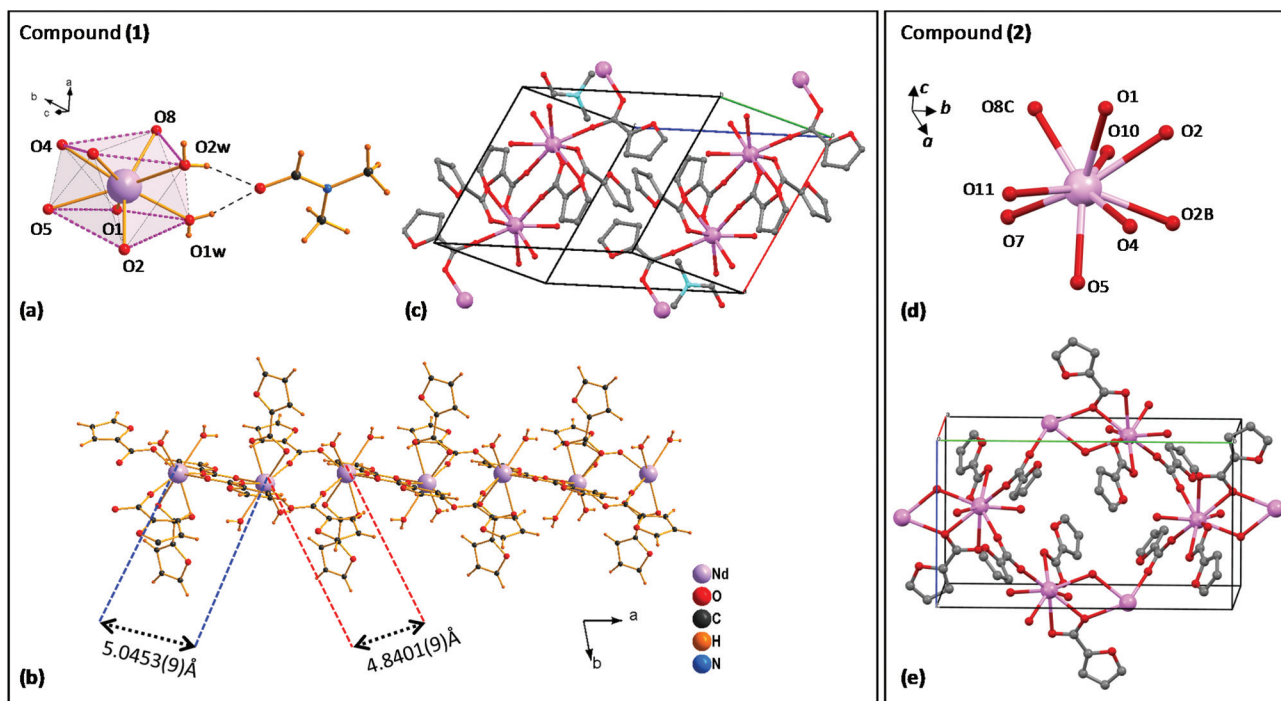 Compound (1)
a
b
c
O8
O4
O2w
O5
O1
O1w
O2
(a)
(c)
5.0453(9)Å
4.8401(9)Å
Nd
O
C
H
N
a
b
(b)
Compound (2)
c
b
a
O8C
O1
O10
O2
O11
O7
O4
O2B
O5
(d)
(e)